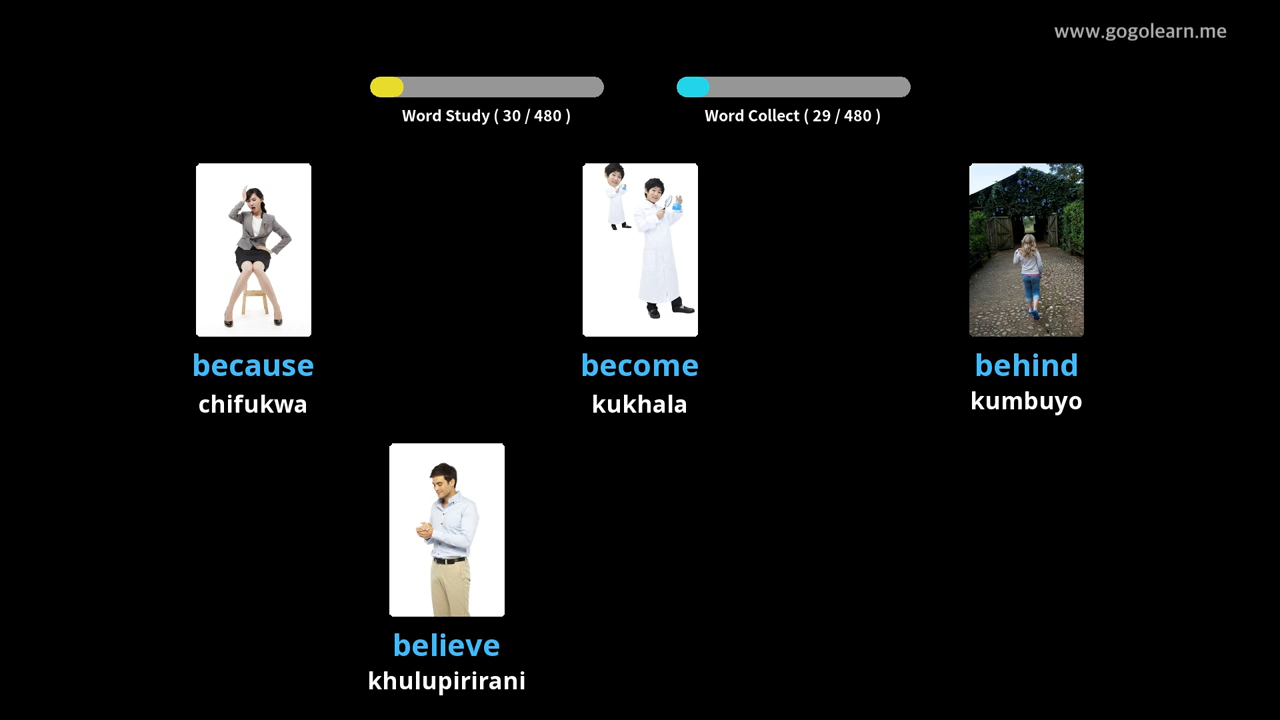 www.gogolearn.me
Word Study ( 30 / 480 )
Word Collect ( 29 / 480 )
because
chifukwa
become
kukhala
behind
kumbuyo
believe
khulupirirani